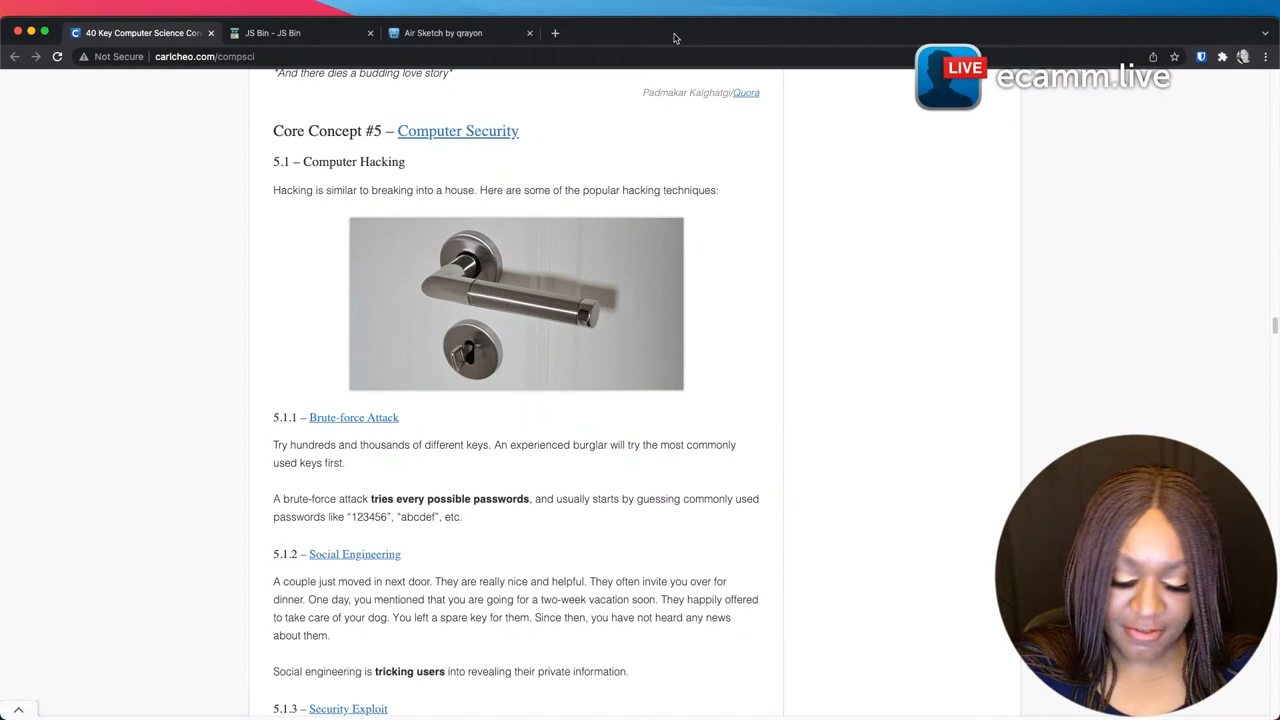 40 Key Computer Science Con
JS Bin - JS Bin
Air Sketch by qrayon
Not Secure
carlcheo.com/compsci
LIVE
ecamm.live
*And there dies a budding love story*
Padmakar Kalghatgi/Quora
Core Concept #5 – Computer Security
5.1 – Computer Hacking
Hacking is similar to breaking into a house. Here are some of the popular hacking techniques:
5.1.1 – Brute-force Attack
Try hundreds and thousands of different keys. An experienced burglar will try the most commonly
used keys first.
A brute-force attack tries every possible passwords, and usually starts by guessing commonly used
passwords like “123456”, “abcdef”, etc.
5.1.2 – Social Engineering
A couple just moved in next door. They are really nice and helpful. They often invite you over for
dinner. One day, you mentioned that you are going for a two-week vacation soon. They happily offered
to take care of your dog. You left a spare key for them. Since then, you have not heard any news
about them.
Social engineering is tricking users into revealing their private information.
5.1.3 – Security Exploit